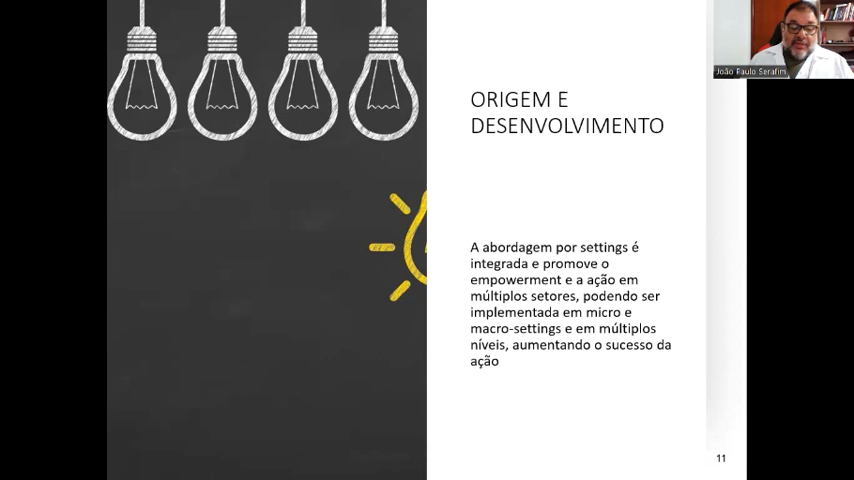 João Paulo Serafim
ORIGEM E
DESENVOLVIMENTO
A abordagem por settings é
integrada e promove o
empowerment e a ação em
múltiplos setores, podendo ser
implementada em micro e
macro-settings e em múltiplos
níveis, aumentando o sucesso da
ação
11